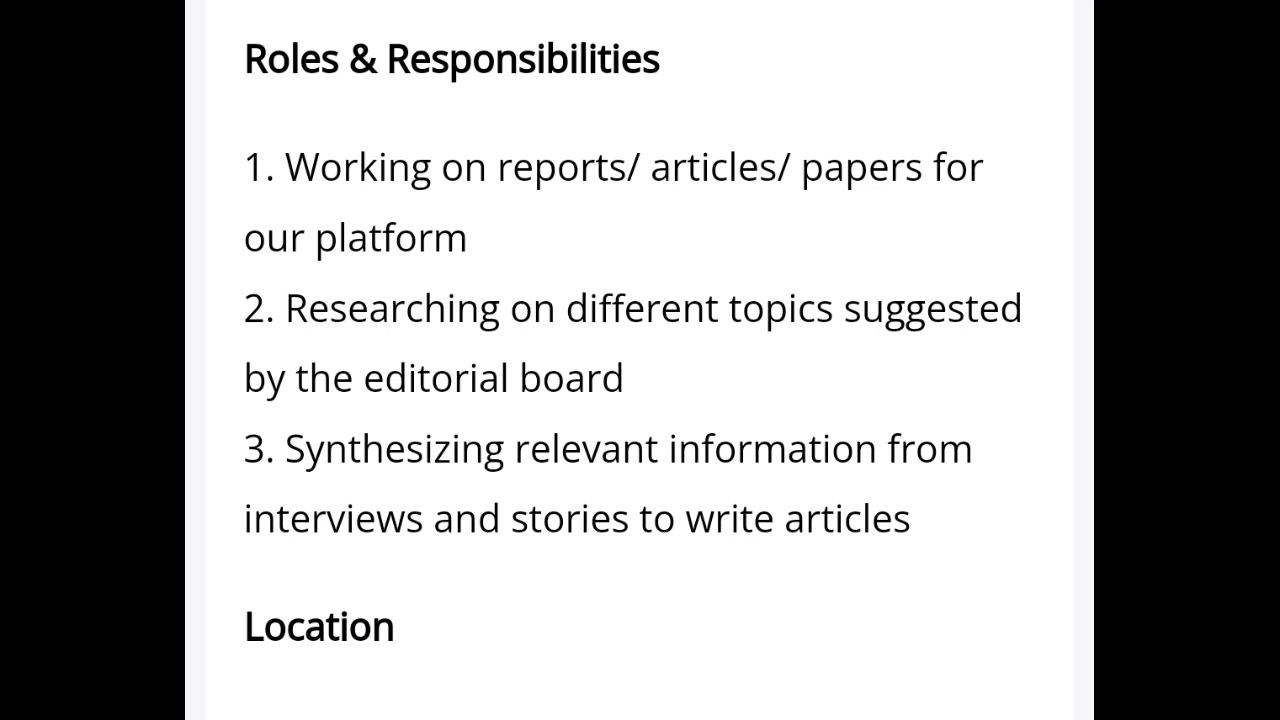 Roles & Responsibilities
1. Working on reports/ articles/ papers for
our platform
2. Researching on different topics suggested
by the editorial board
3. Synthesizing relevant information from
interviews and stories to write articles
Location